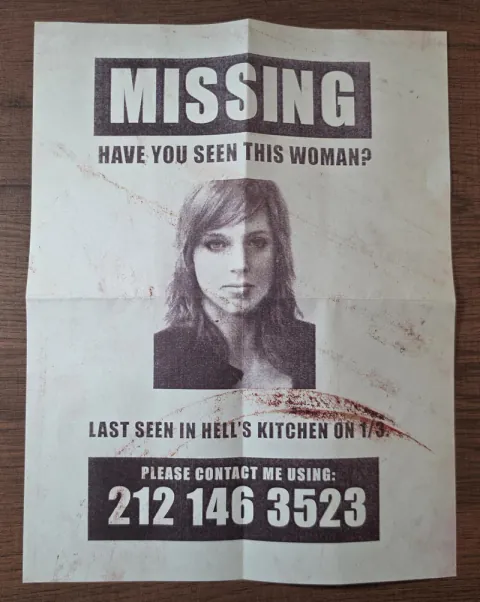 MISSING
HAVE YOU SEEN THIS WOMAN?
LAST SEEN IN HELL'S KITCHEN ON 1/3.
PLEASE CONTACT ME USING:
212 146 3523